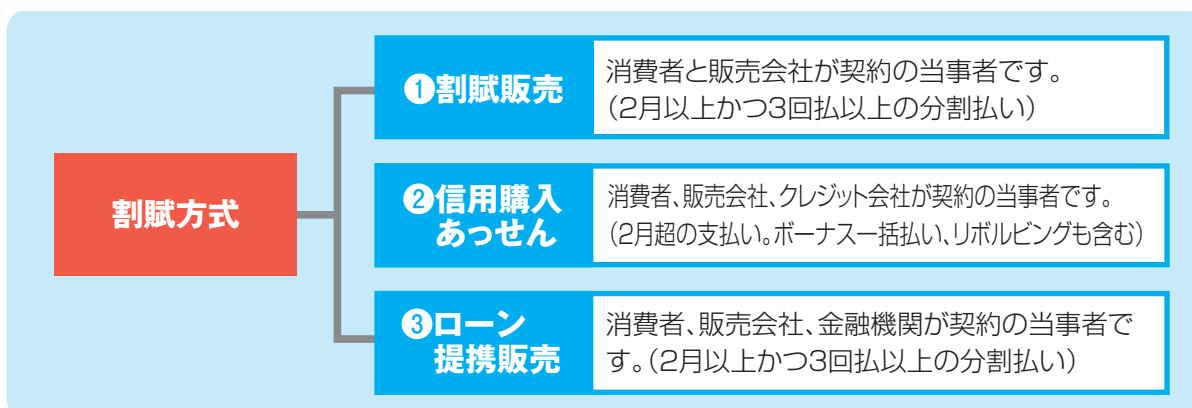 割賦方式
❶割賦販売
消費者と販売会社が契約の当事者です。
(2月以上かつ3回払以上の分割払い)
❷信用購入
あっせん
消費者、販売会社、クレジット会社が契約の当事者です。
(2月超の支払い。ボーナス一括払い、リボルビングも含む)
❸ローン
提携販売
消費者、販売会社、金融機関が契約の当事者で
す。(2月以上かつ3回払以上の分割払い)